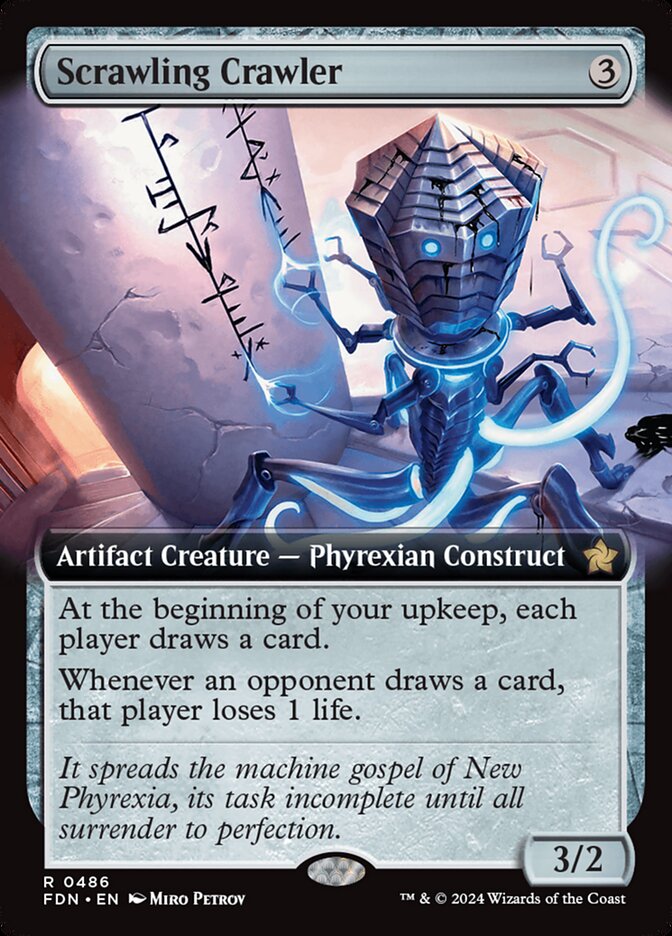 Scrawling Crawler 3
Artifact Creature — Phyrexian Construct
At the beginning of your upkeep, each
player draws a card.
Whenever an opponent draws a card,
that player loses 1 life.
It spreads the machine gospel of New
Phyrexia, its task incomplete until all
surrender to perfection.
3/2
R 0486
FDN • EN Miro Petrov
™ & © 2024 Wizards of the Coast